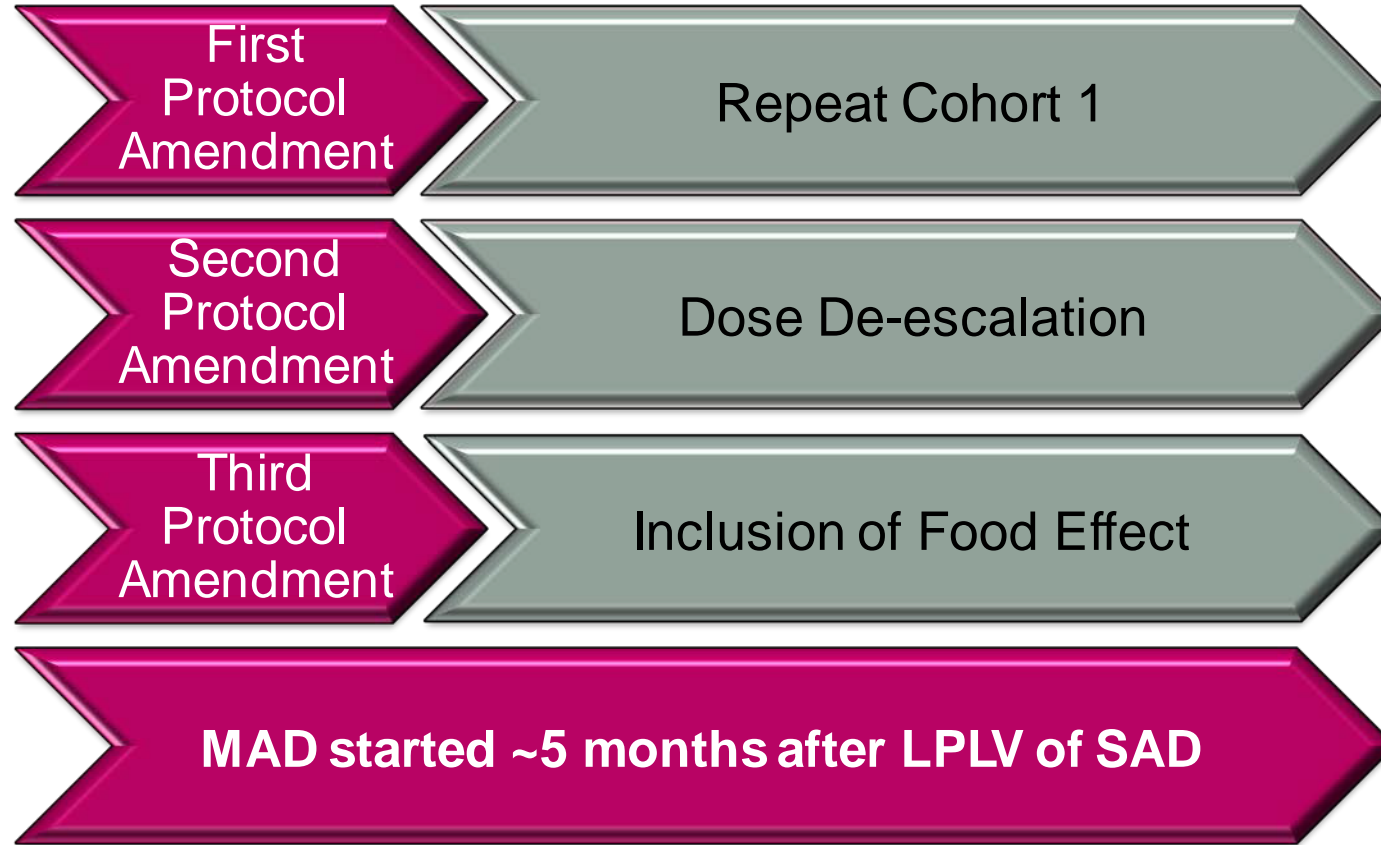 First
Protocol
Amendment
Repeat Cohort 1
Second
Protocol
Amendment
Dose De-escalation
Third
Protocol
Amendment
Inclusion of Food Effect
MAD started ~5 months after LPLV of SAD